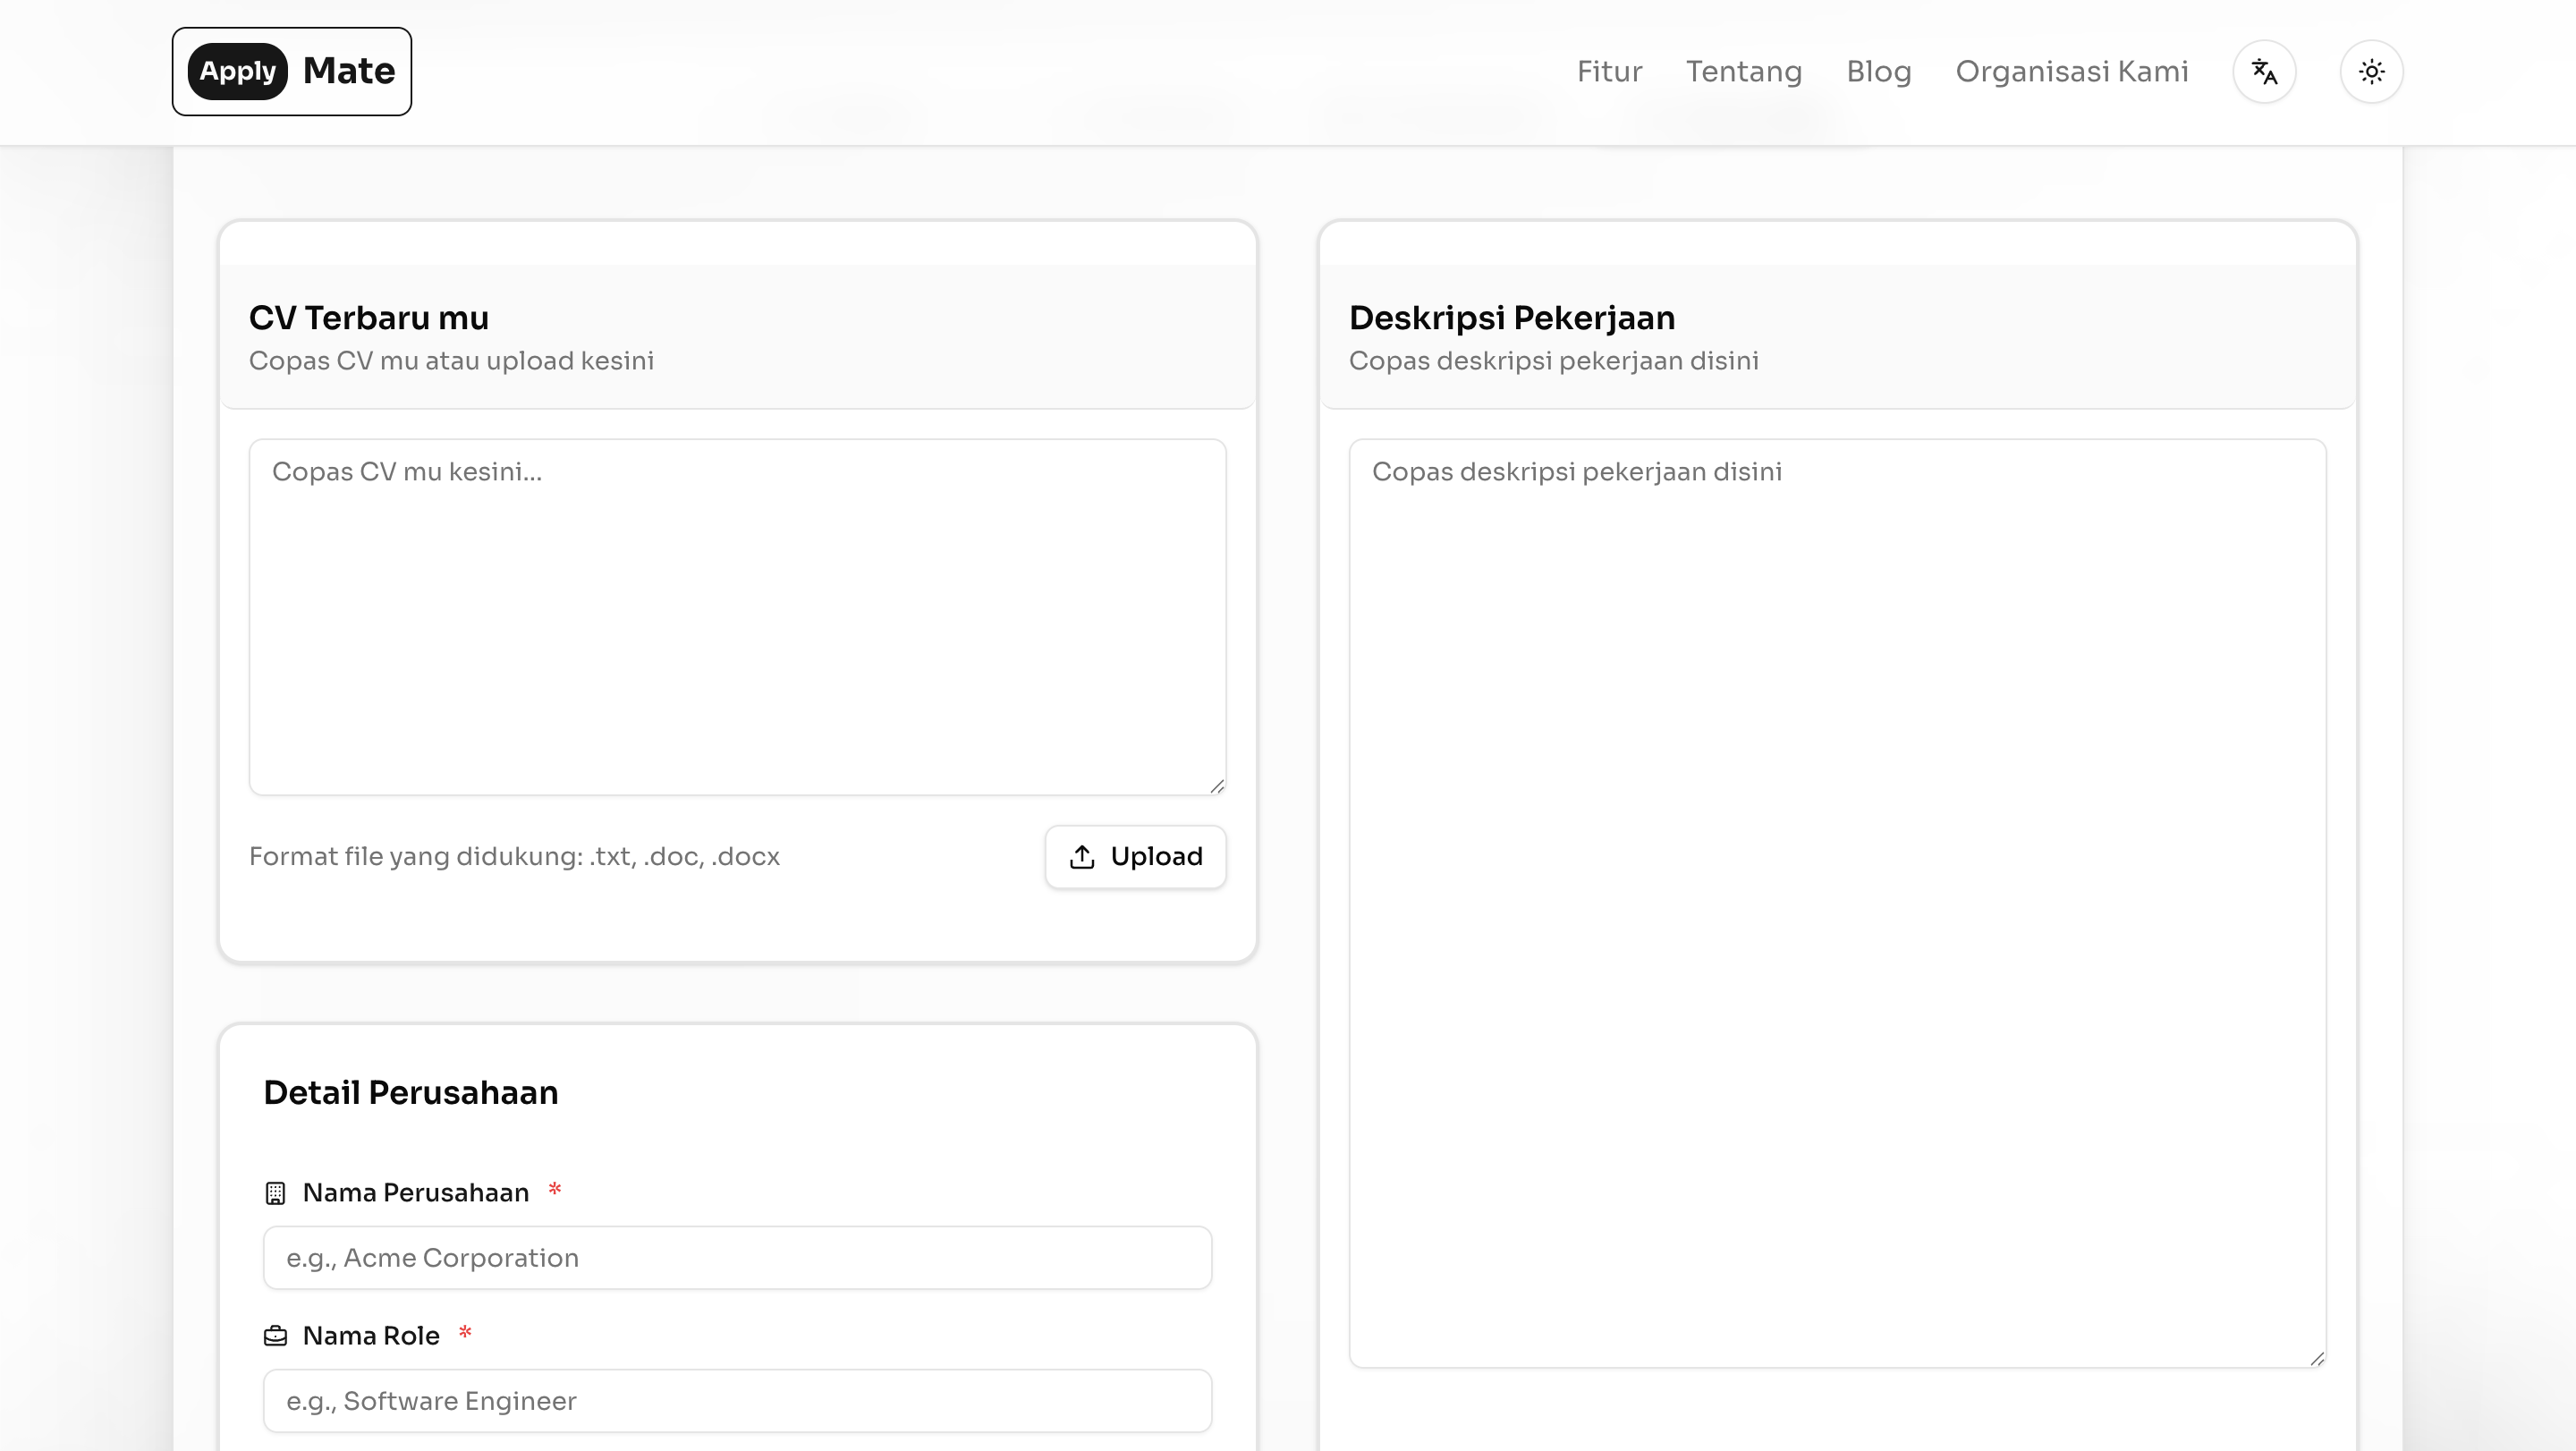 Apply Mate
Fitur
Tentang
Blog
Organisasi Kami
CV Terbaru mu
Copas CV mu atau upload kesini
Copas CV mu kesini...
Format file yang didukung: .txt, .doc, .docx
Upload
Detail Perusahaan
Nama Perusahaan *
e.g., Acme Corporation
Nama Role *
e.g., Software Engineer
Deskripsi Pekerjaan
Copas deskripsi pekerjaan disini
Copas deskripsi pekerjaan disini